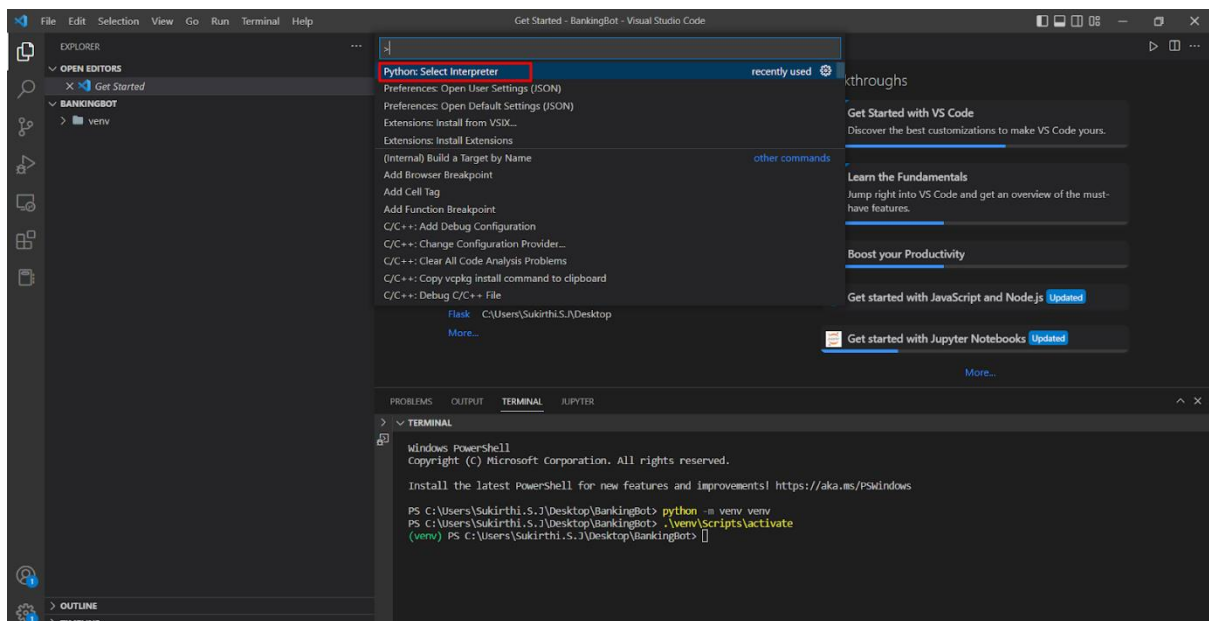 File Edit Selection View Go Run Terminal Help
Get Started - BankingBot - Visual Studio Code
EXPLORER
OPEN EDITORS
Get Started
BANKINGBOT
venv
>
Python: Select Interpreter
recently used
Preferences: Open User Settings (JSON)
Preferences: Open Default Settings (JSON)
Extensions: Install from VSIX...
Extensions: Install Extensions
(Internal) Build a Target by Name
other commands
Add Browser Breakpoint
Add Cell Tag
Add Function Breakpoint
C/C++: Add Debug Configuration
C/C++: Change Configuration Provider...
C/C++: Clear All Code Analysis Problems
C/C++: Copy vcpkg install command to clipboard
C/C++: Debug C/C++ File
Flask C:\Users\Sukirthi.S.J\Desktop
More...
kthroughs
Get Started with VS Code
Discover the best customizations to make VS Code yours.
Learn the Fundamentals
Jump right into VS Code and get an overview of the must-
have features.
Boost your Productivity
Get started with JavaScript and Node.js Updated
Get started with Jupyter Notebooks Updated
More...
PROBLEMS OUTPUT TERMINAL JUPYTER
TERMINAL
Windows PowerShell
Copyright (C) Microsoft Corporation. All rights reserved.
Install the latest PowerShell for new features and improvements! https://aka.ms/PSWindows
PS C:\Users\Sukirthi.S.J\Desktop\BankingBot> python -m venv venv
PS C:\Users\Sukirthi.S.J\Desktop\BankingBot> .\venv\Scripts\activate
(venv) PS C:\Users\Sukirthi.S.J\Desktop\BankingBot>
1
1
OUTLINE